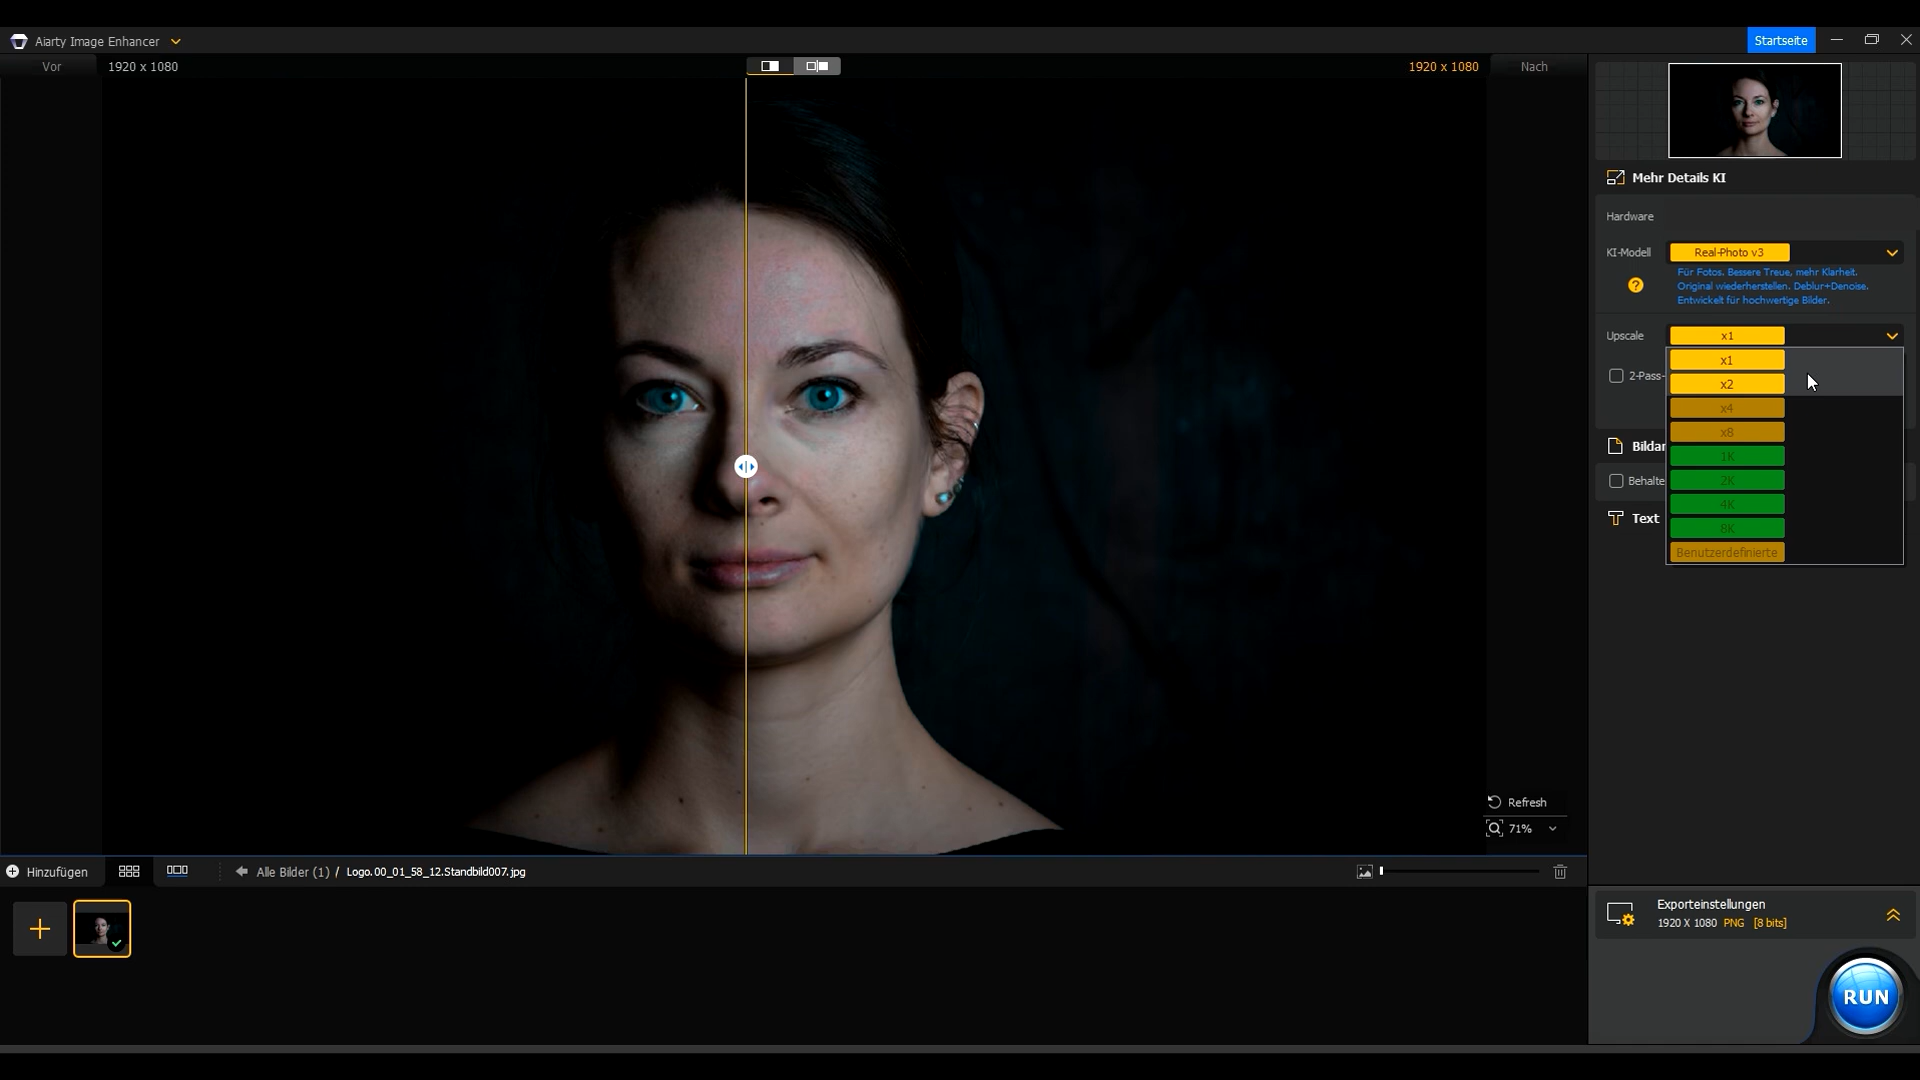 Aiarty Image Enhancer
Startseite
Vor
1920 x 1080
1920 x 1080
Nach
Mehr Details KI
Hardware
KI-Modell
Real-Photo v3
Für Fotos. Bessere Treue, mehr Klarheit.
Original wiederherstellen. Deblur+Denoise.
Entwickelt für hochwertige Bilder.
Upscale
x1
x1
2-Pass-
x2
x4
x8
Bildar
1K
Behalte
2K
4K
Text
8K
Benutzerdefinierte
Refresh
71%
Hinzufügen
Alle Bilder (1) / Logo.00_01_58_12.Standbild007.jpg
Exporteinstellungen
1920 X 1080 PNG [8 bits]
RUN